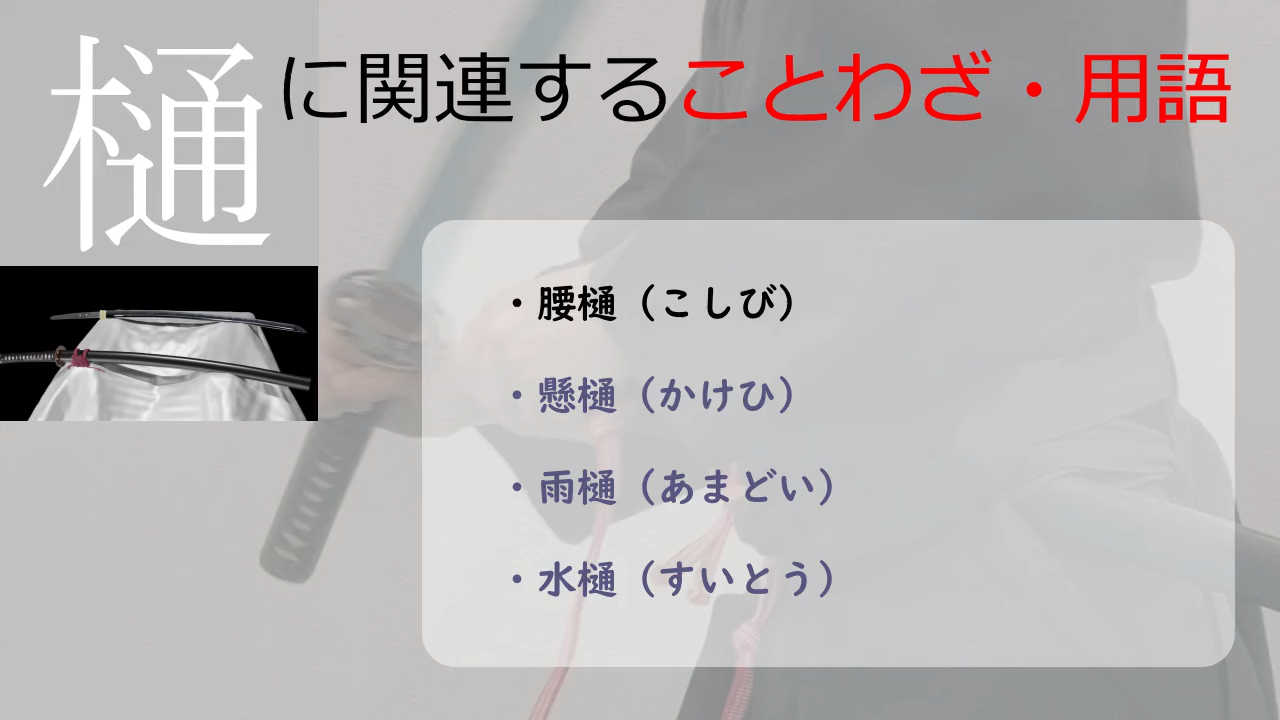 樋に関連することわざ・用語
・腰樋（こしび）
・懸樋（かけひ）
・雨樋（あまどい）
・水樋（すいとう）